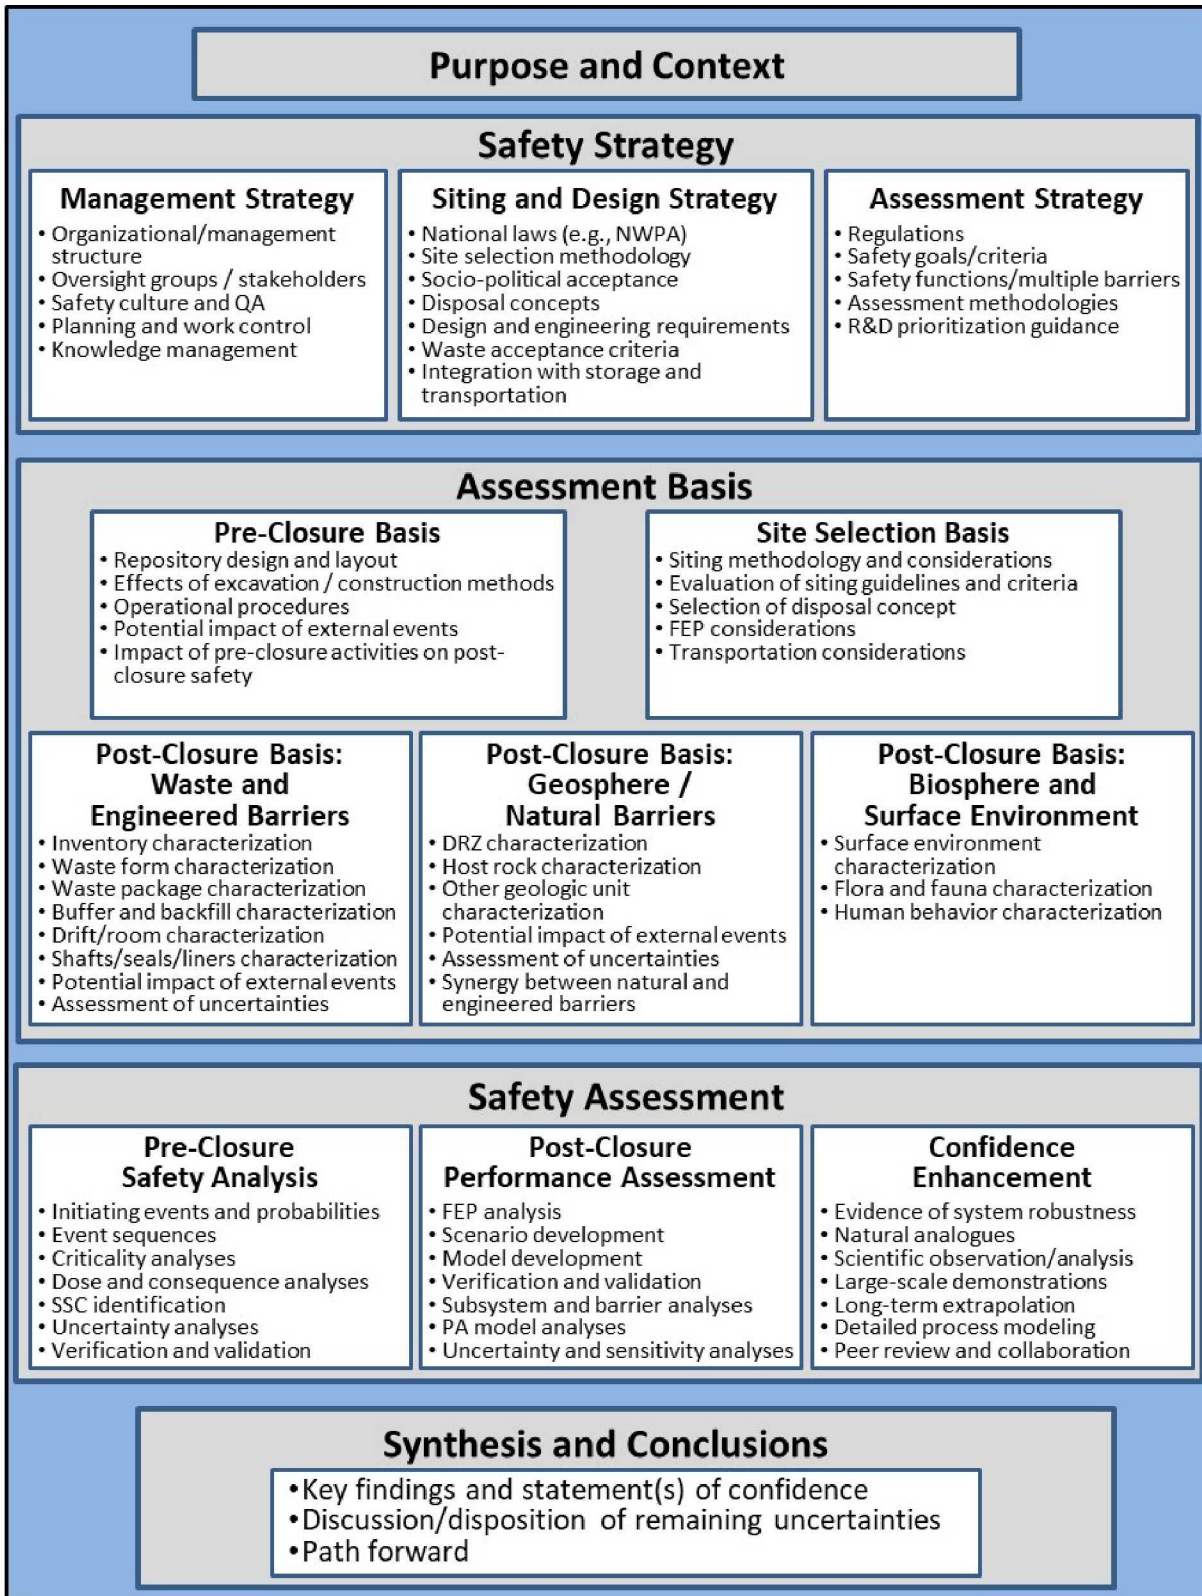 Purpose and Context
Safety Strategy
Management Strategy
• Organizational/management
structure
• Oversight groups / stakeholders
• Safety culture and QA
• Planning and work control
• Knowledge management
Siting and Design Strategy
• National laws (e.g., NWPA)
• Site selection methodology
• Socio-political acceptance
• Disposal concepts
• Design and engineering requirements
• Waste acceptance criteria
• Integration with storage and
transportation
Assessment Strategy
• Regulations
• Safety goals/criteria
• Safety functions/multiple barriers
• Assessment methodologies
• R&D prioritization guidance
Assessment Basis
Pre-Closure Basis
• Repository design and layout
• Effects of excavation / construction methods
• Operational procedures
• Potential impact of external events
• Impact of pre-closure activities on post-
closure safety
Site Selection Basis
• Siting methodology and considerations
• Evaluation of siting guidelines and criteria
• Selection of disposal concept
• FEP considerations
• Transportation considerations
Post-Closure Basis:
Waste and
Engineered Barriers
• Inventory characterization
• Waste form characterization
• Waste package characterization
• Buffer and backfill characterization
• Drift/room characterization
• Shafts/seals/liners characterization
• Potential impact of external events
• Assessment of uncertainties
Post-Closure Basis:
Geosphere /
Natural Barriers
• DRZ characterization
• Host rock characterization
• Other geologic unit
characterization
• Potential impact of external events
• Assessment of uncertainties
• Synergy between natural and
engineered barriers
Post-Closure Basis:
Biosphere and
Surface Environment
• Surface environment
characterization
• Flora and fauna characterization
• Human behavior characterization
Safety Assessment
Pre-Closure
Safety Analysis
• Initiating events and probabilities
• Event sequences
• Criticality analyses
• Dose and consequence analyses
• SSC identification
• Uncertainty analyses
• Verification and validation
Post-Closure
Performance Assessment
• FEP analysis
• Scenario development
• Model development
• Verification and validation
• Subsystem and barrier analyses
• PA model analyses
• Uncertainty and sensitivity analyses
Confidence
Enhancement
• Evidence of system robustness
• Natural analogues
• Scientific observation/analysis
• Large-scale demonstrations
• Long-term extrapolation
• Detailed process modeling
• Peer review and collaboration
Synthesis and Conclusions
• Key findings and statement(s) of confidence
• Discussion/disposition of remaining uncertainties
• Path forward